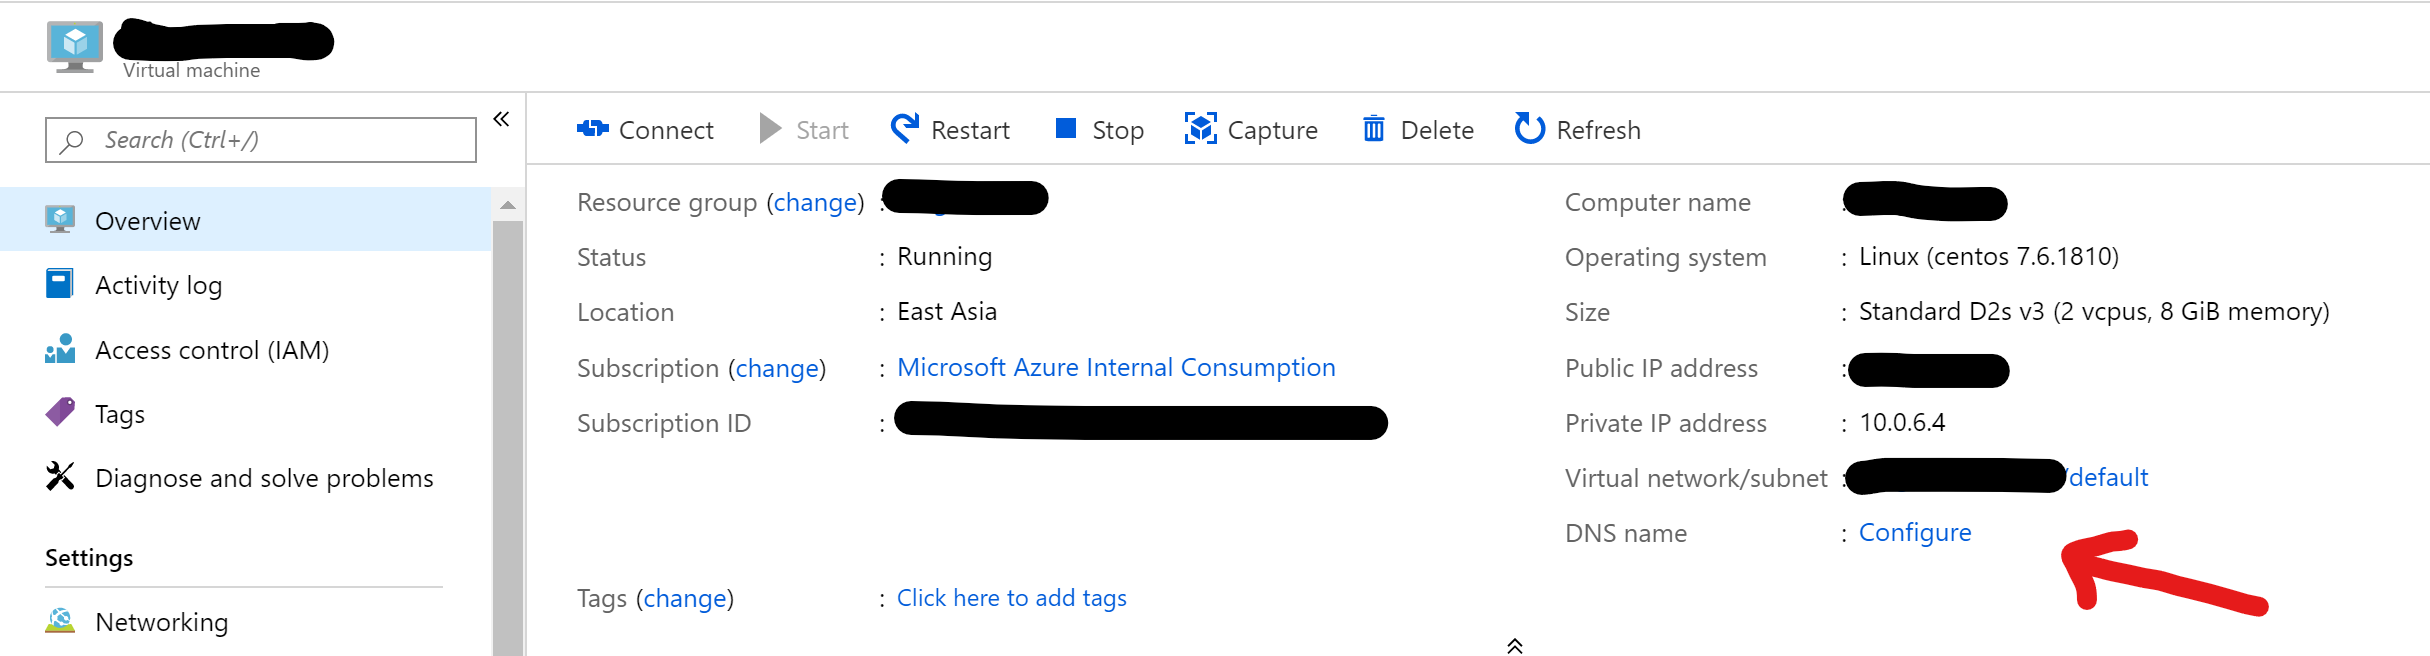 Virtual machine
Search (Ctrl+/)
Connect Start Restart Stop Capture Delete Refresh
Overview
Activity log
Access control (IAM)
Tags
Diagnose and solve problems
Settings
Networking
Resource group (change) :
Status : Running
Location : East Asia
Subscription (change) : Microsoft Azure Internal Consumption
Subscription ID :
Tags (change) : Click here to add tags
Computer name :
Operating system : Linux (centos 7.6.1810)
Size : Standard D2s v3 (2 vcpus, 8 GiB memory)
Public IP address :
Private IP address : 10.0.6.4
Virtual network/subnet : /default
DNS name : Configure